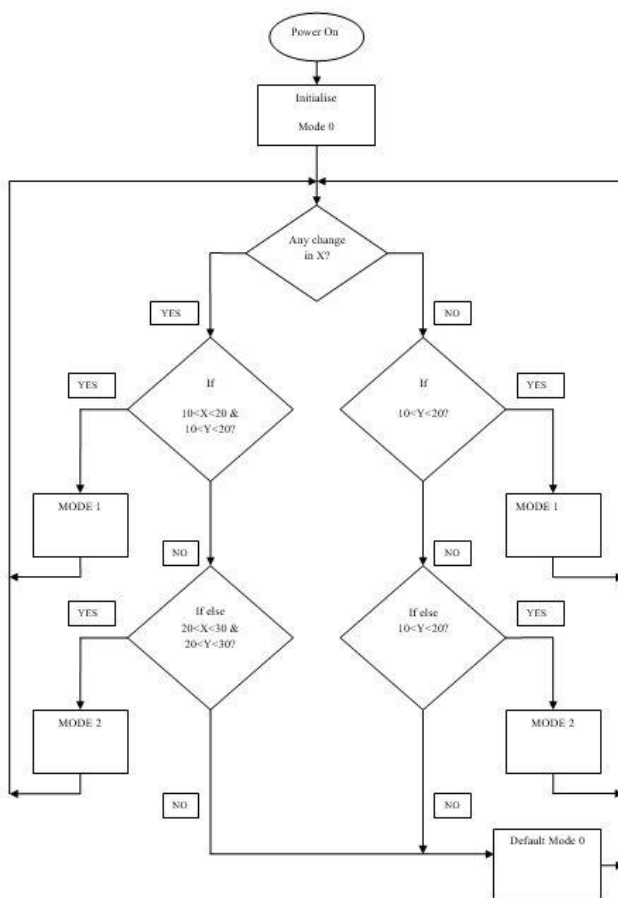 Power On
Initialise
Mode 0
Any change
in X?
YES
NO
YES
If
10<X<20 &
10<Y<20?
If
10<Y<20?
YES
MODE 1
MODE 1
NO
NO
YES
If else
20<X<30 &
20<Y<30?
If else
10<Y<20?
YES
MODE 2
MODE 2
NO
NO
Default Mode 0